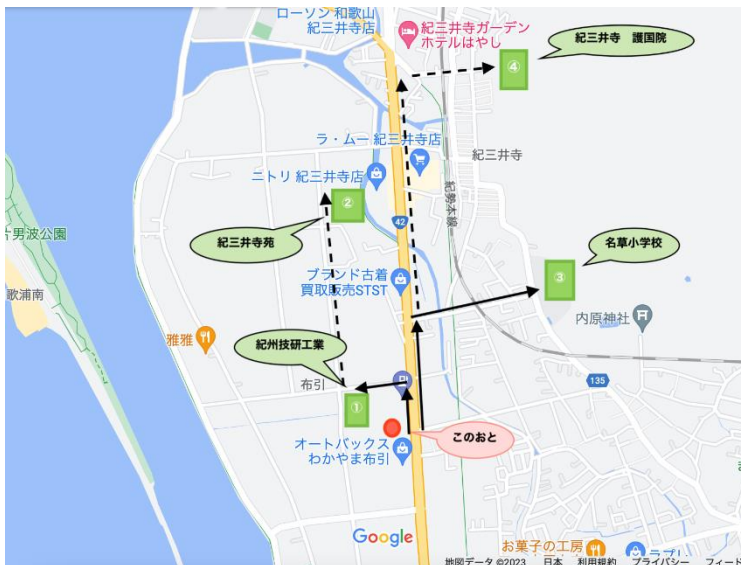 ローソン 和歌山
紀三井寺店
紀三井寺ガーデン
ホテルはやし
紀三井寺 護国院
④
ラ・ムー 紀三井寺店
紀三井寺
ニトリ 紀三井寺店
紀勢本線
②
42
片男波公園
紀三井寺苑
名草小学校
ブランド古着
買取販売STST
③
歌浦南
内原神社
雅雅
紀州技研工業
布引
135
①
このおと
オートバックス
わかやま布引
Google
お菓子の工房
ラプレ
地図データ ©2023 日本 利用規約 プライバシー フィード